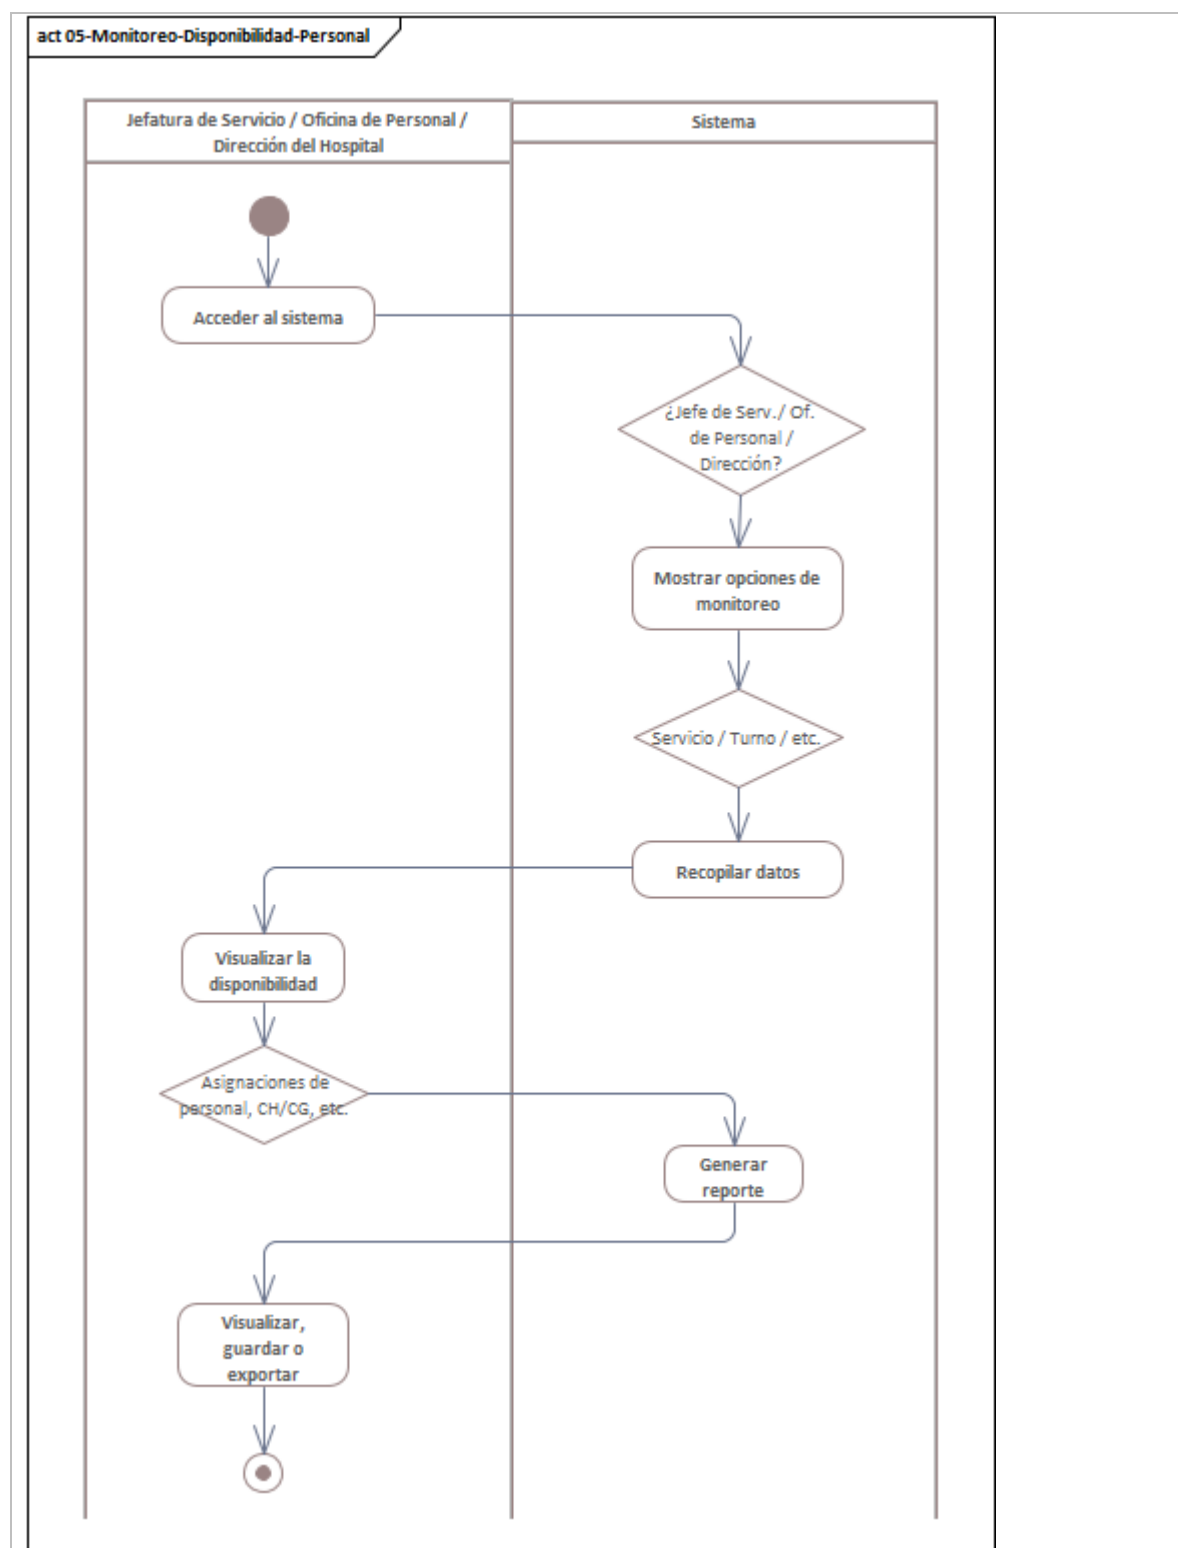 act 05-Monitoreo-Disponibilidad-Personal
Jefatura de Servicio / Oficina de Personal /
Dirección del Hospital
Sistema
Acceder al sistema
¿Jefe de Serv./ Of.
de Personal /
Dirección?
Mostrar opciones de
monitoreo
Servicio / Turno / etc.
Recopilar datos
Visualizar la
disponibilidad
Asignaciones de
personal, CH/CG, etc.
Generar
reporte
Visualizar,
guardar o
exportar